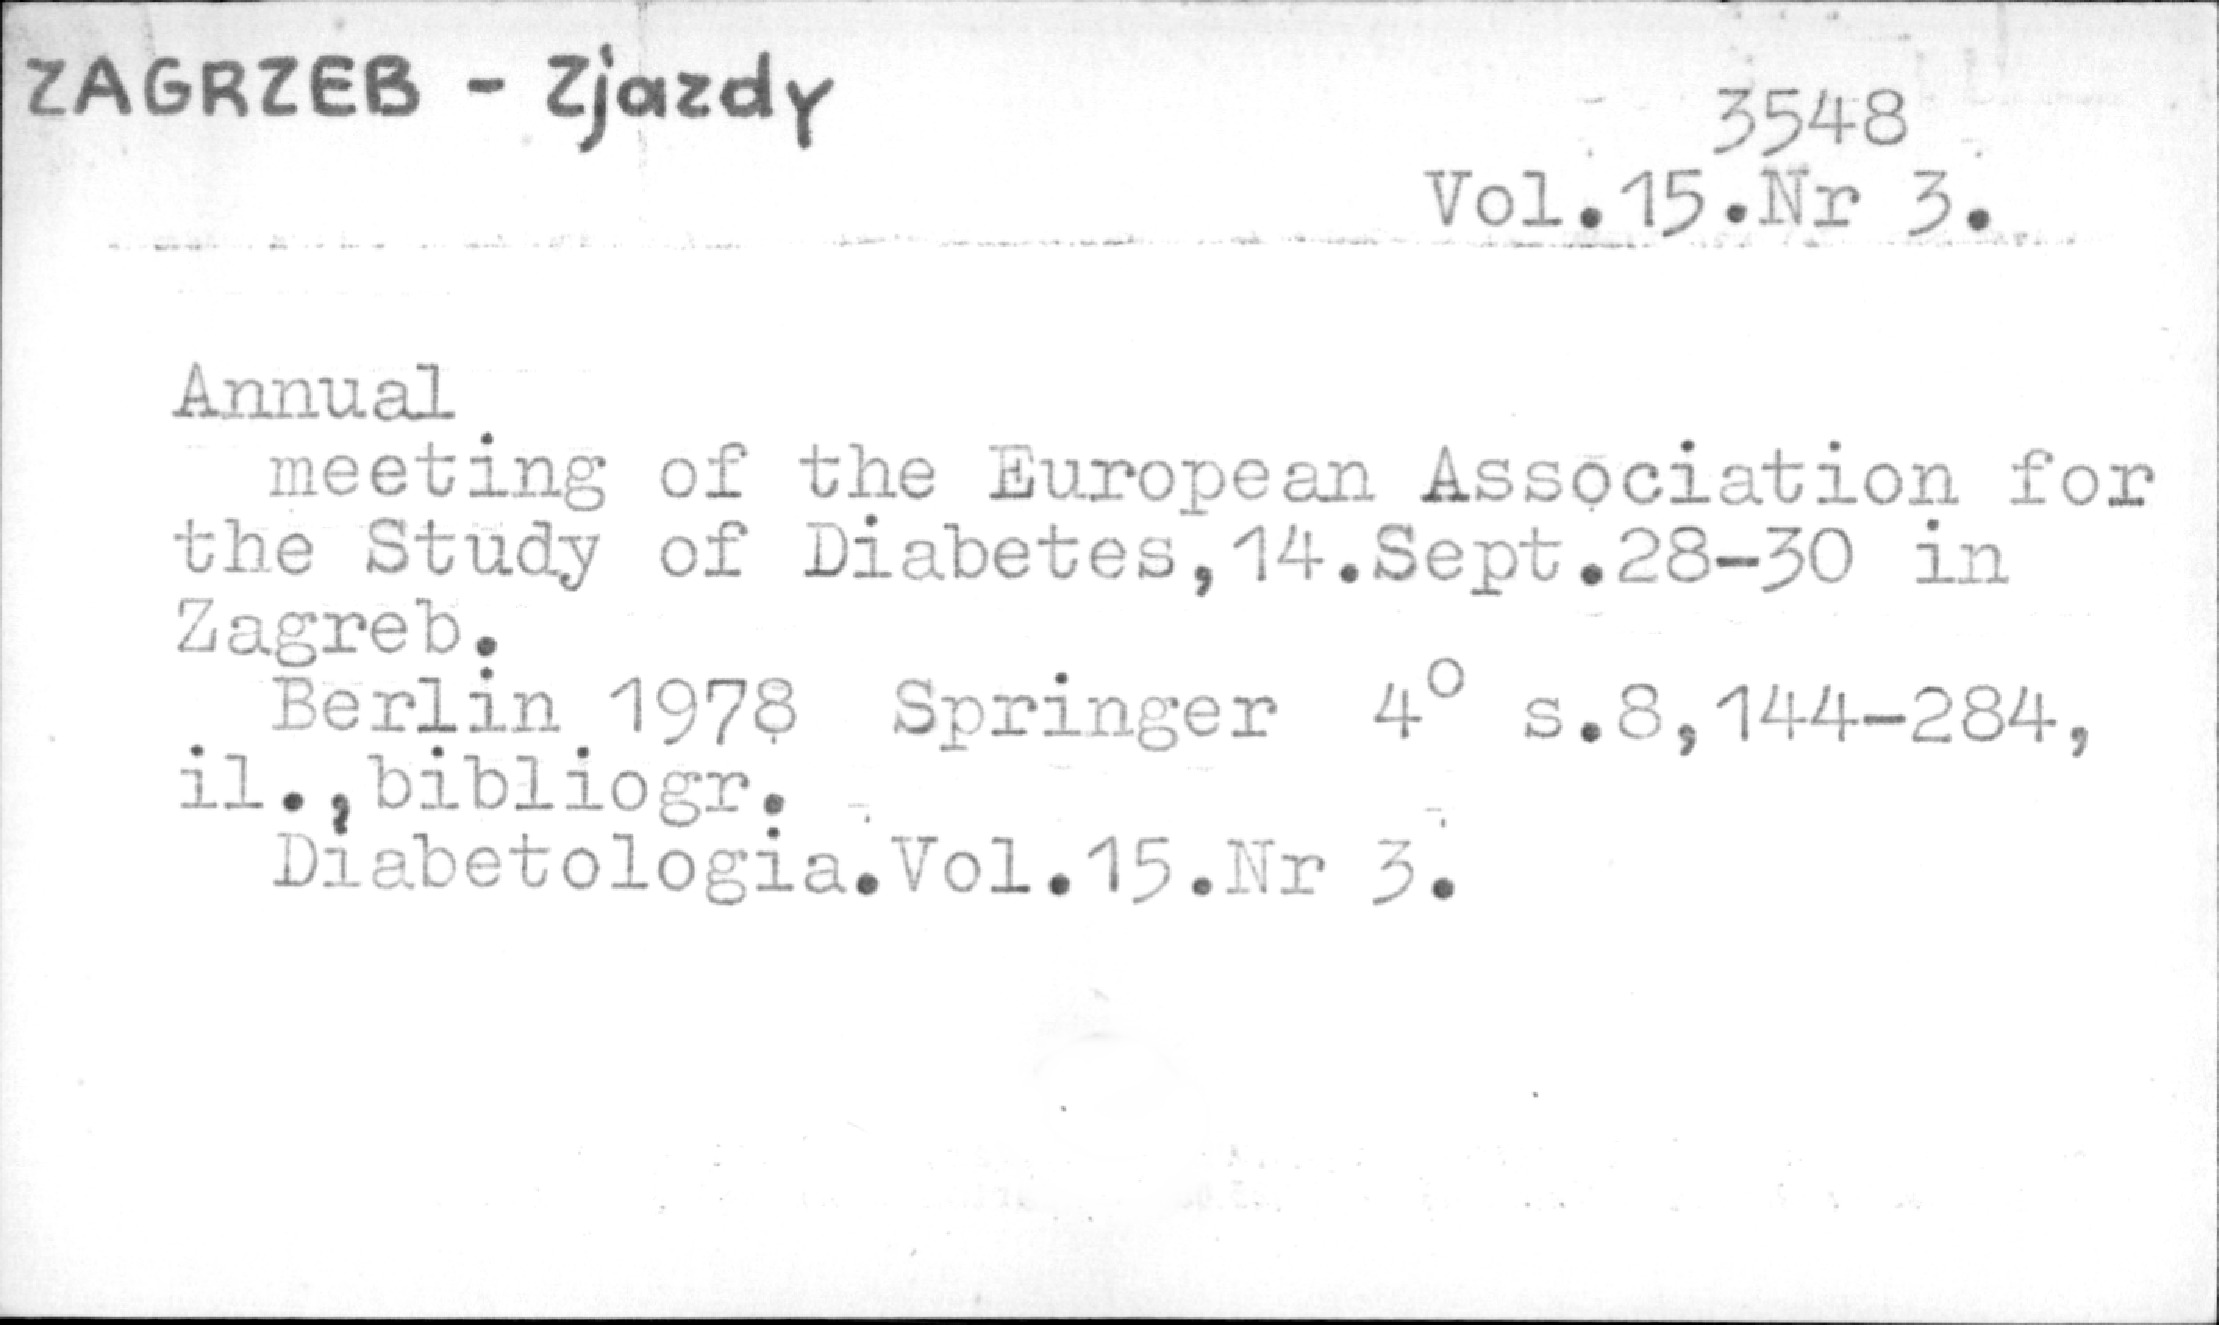 ZAGRZEB - Zjazdy
3548
Vol.15.Nr 3.
Annual
meeting of the European Association for
the Study of Diabetes,14.Sept.28-30 in
Zagreb.
Berlin 1978 Springer 4° s.8,144-284,
il.,bibliogr.
Diabetologia.Vol.15.Nr 3.